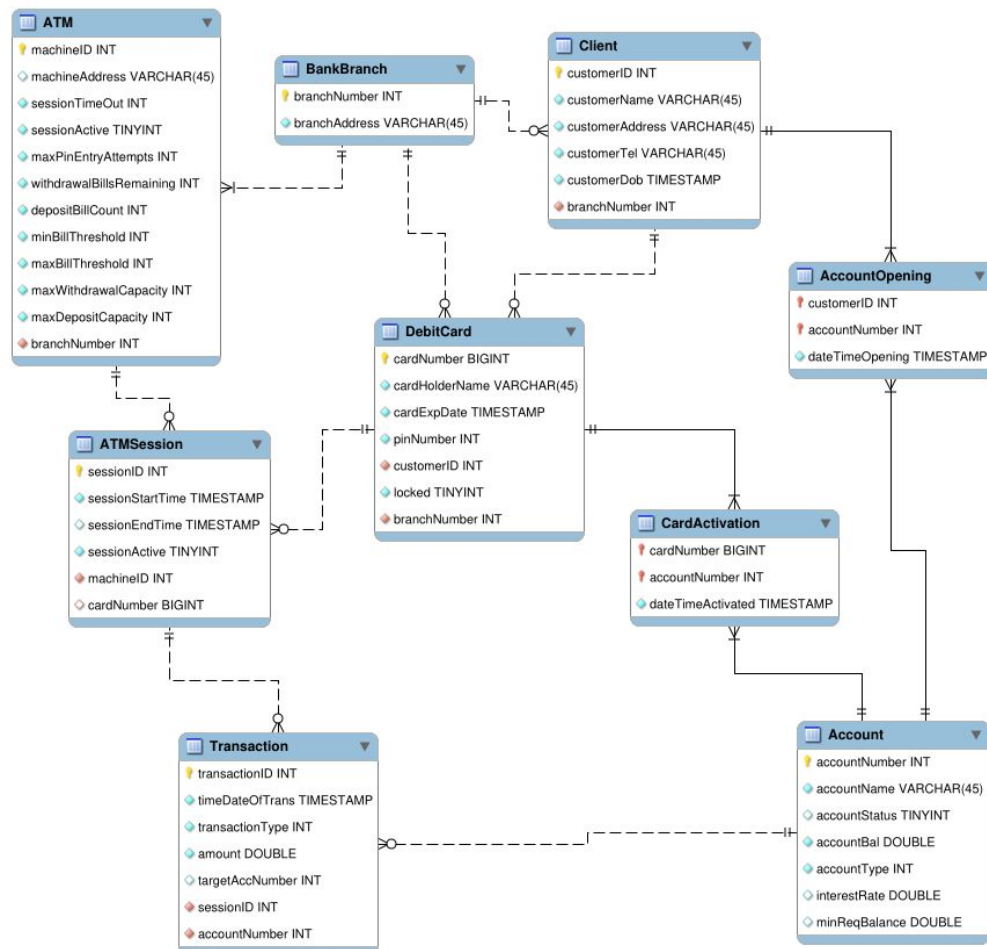 ATM
machineID INT
machineAddress VARCHAR(45)
sessionTimeOut INT
sessionActive TINYINT
maxPinEntryAttempts INT
withdrawalBillsRemaining INT
depositBillCount INT
minBillThreshold INT
maxBillThreshold INT
maxWithdrawalCapacity INT
maxDepositCapacity INT
branchNumber INT
BankBranch
branchNumber INT
branchAddress VARCHAR(45)
Client
customerID INT
customerName VARCHAR(45)
customerAddress VARCHAR(45)
customerTel VARCHAR(45)
customerDob TIMESTAMP
branchNumber INT
AccountOpening
customerID INT
accountNumber INT
dateTimeOpening TIMESTAMP
DebitCard
cardNumber BIGINT
cardHolderName VARCHAR(45)
cardExpDate TIMESTAMP
pinNumber INT
customerID INT
locked TINYINT
branchNumber INT
ATMSession
sessionID INT
sessionStartTime TIMESTAMP
sessionEndTime TIMESTAMP
sessionActive TINYINT
machineID INT
cardNumber BIGINT
CardActivation
cardNumber BIGINT
accountNumber INT
dateTimeActivated TIMESTAMP
Transaction
transactionID INT
timeDateOfTrans TIMESTAMP
transactionType INT
amount DOUBLE
targetAccNumber INT
sessionID INT
accountNumber INT
Account
accountNumber INT
accountName VARCHAR(45)
accountStatus TINYINT
accountBal DOUBLE
accountType INT
interestRate DOUBLE
minReqBalance DOUBLE